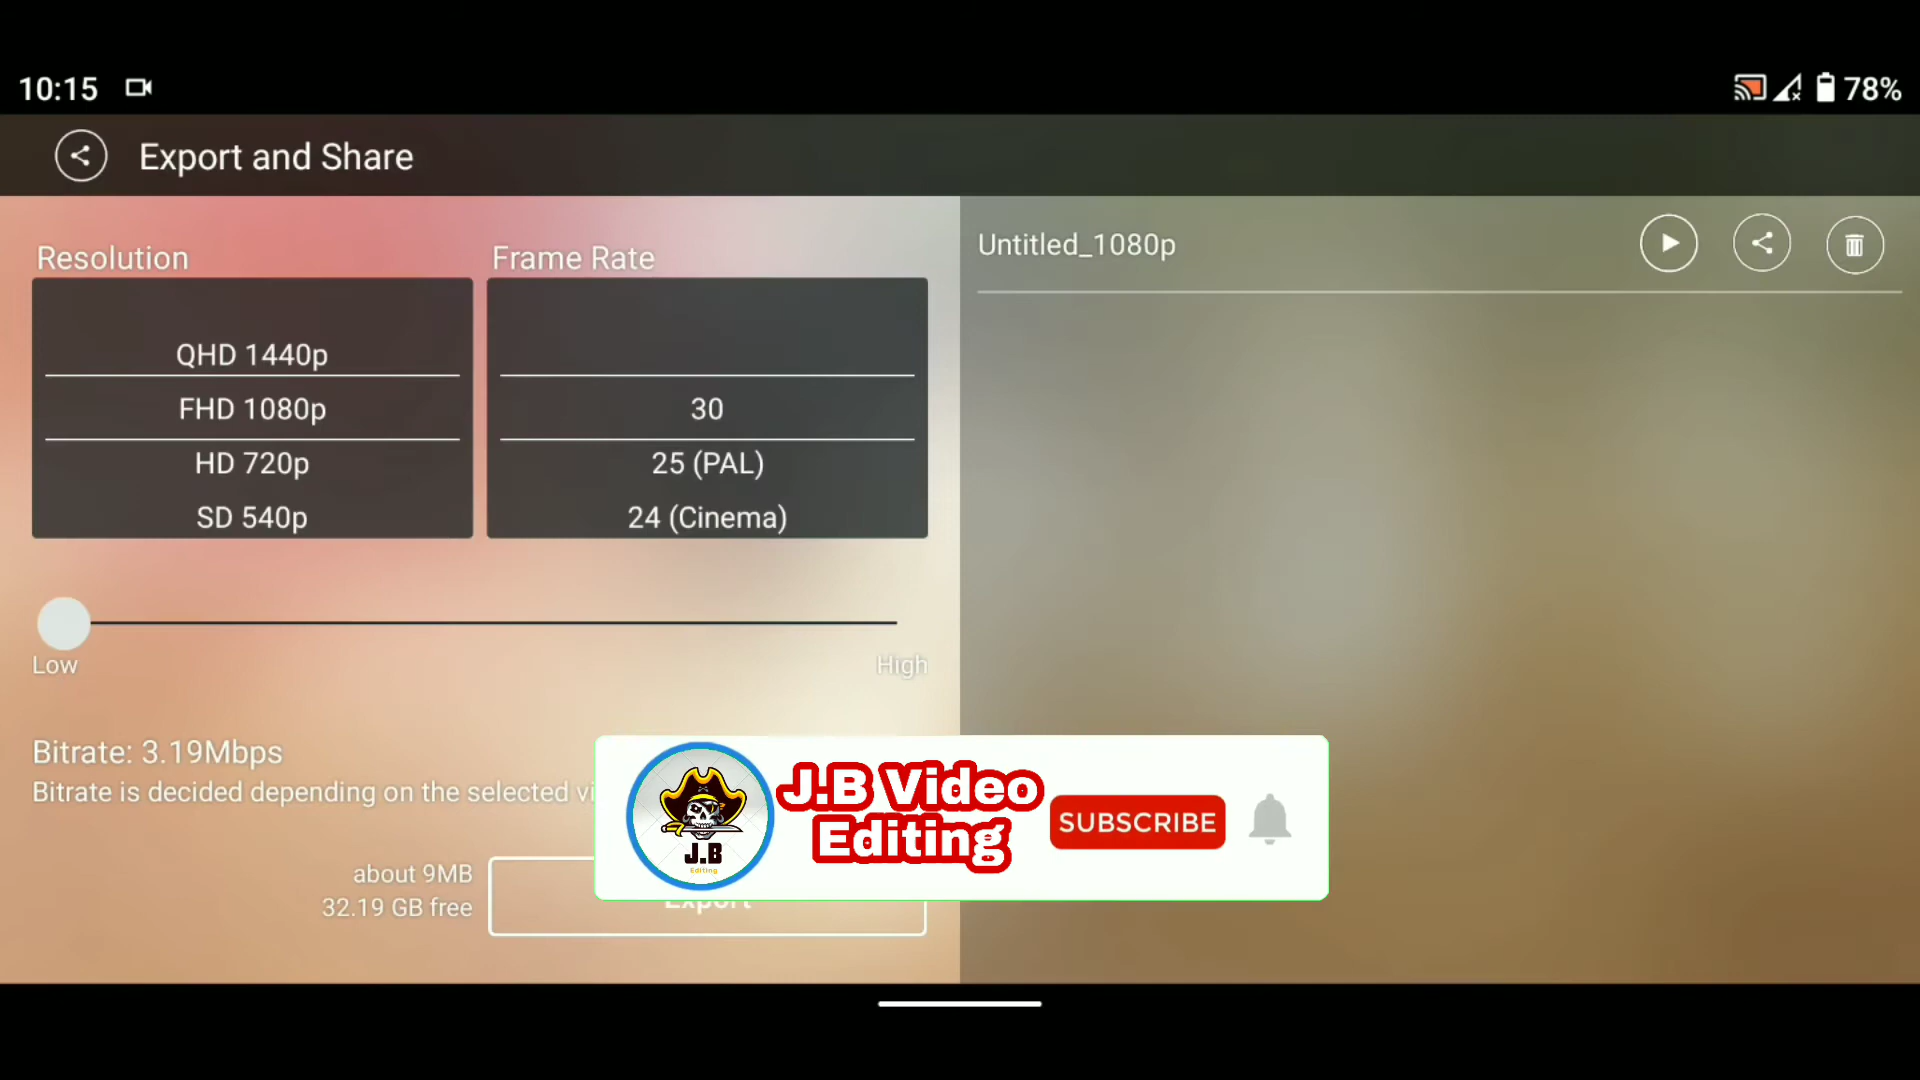 10:15
78%
Export and Share
Resolution
Frame Rate
QHD 1440p
FHD 1080p
HD 720p
SD 540p
30
25 (PAL)
24 (Cinema)
Low
High
Bitrate: 3.19Mbps
Bitrate is decided depending on the selected vi
about 9MB
32.19 GB free
Export
Untitled_1080p
J.B
Editing
J.B Video
Editing
SUBSCRIBE